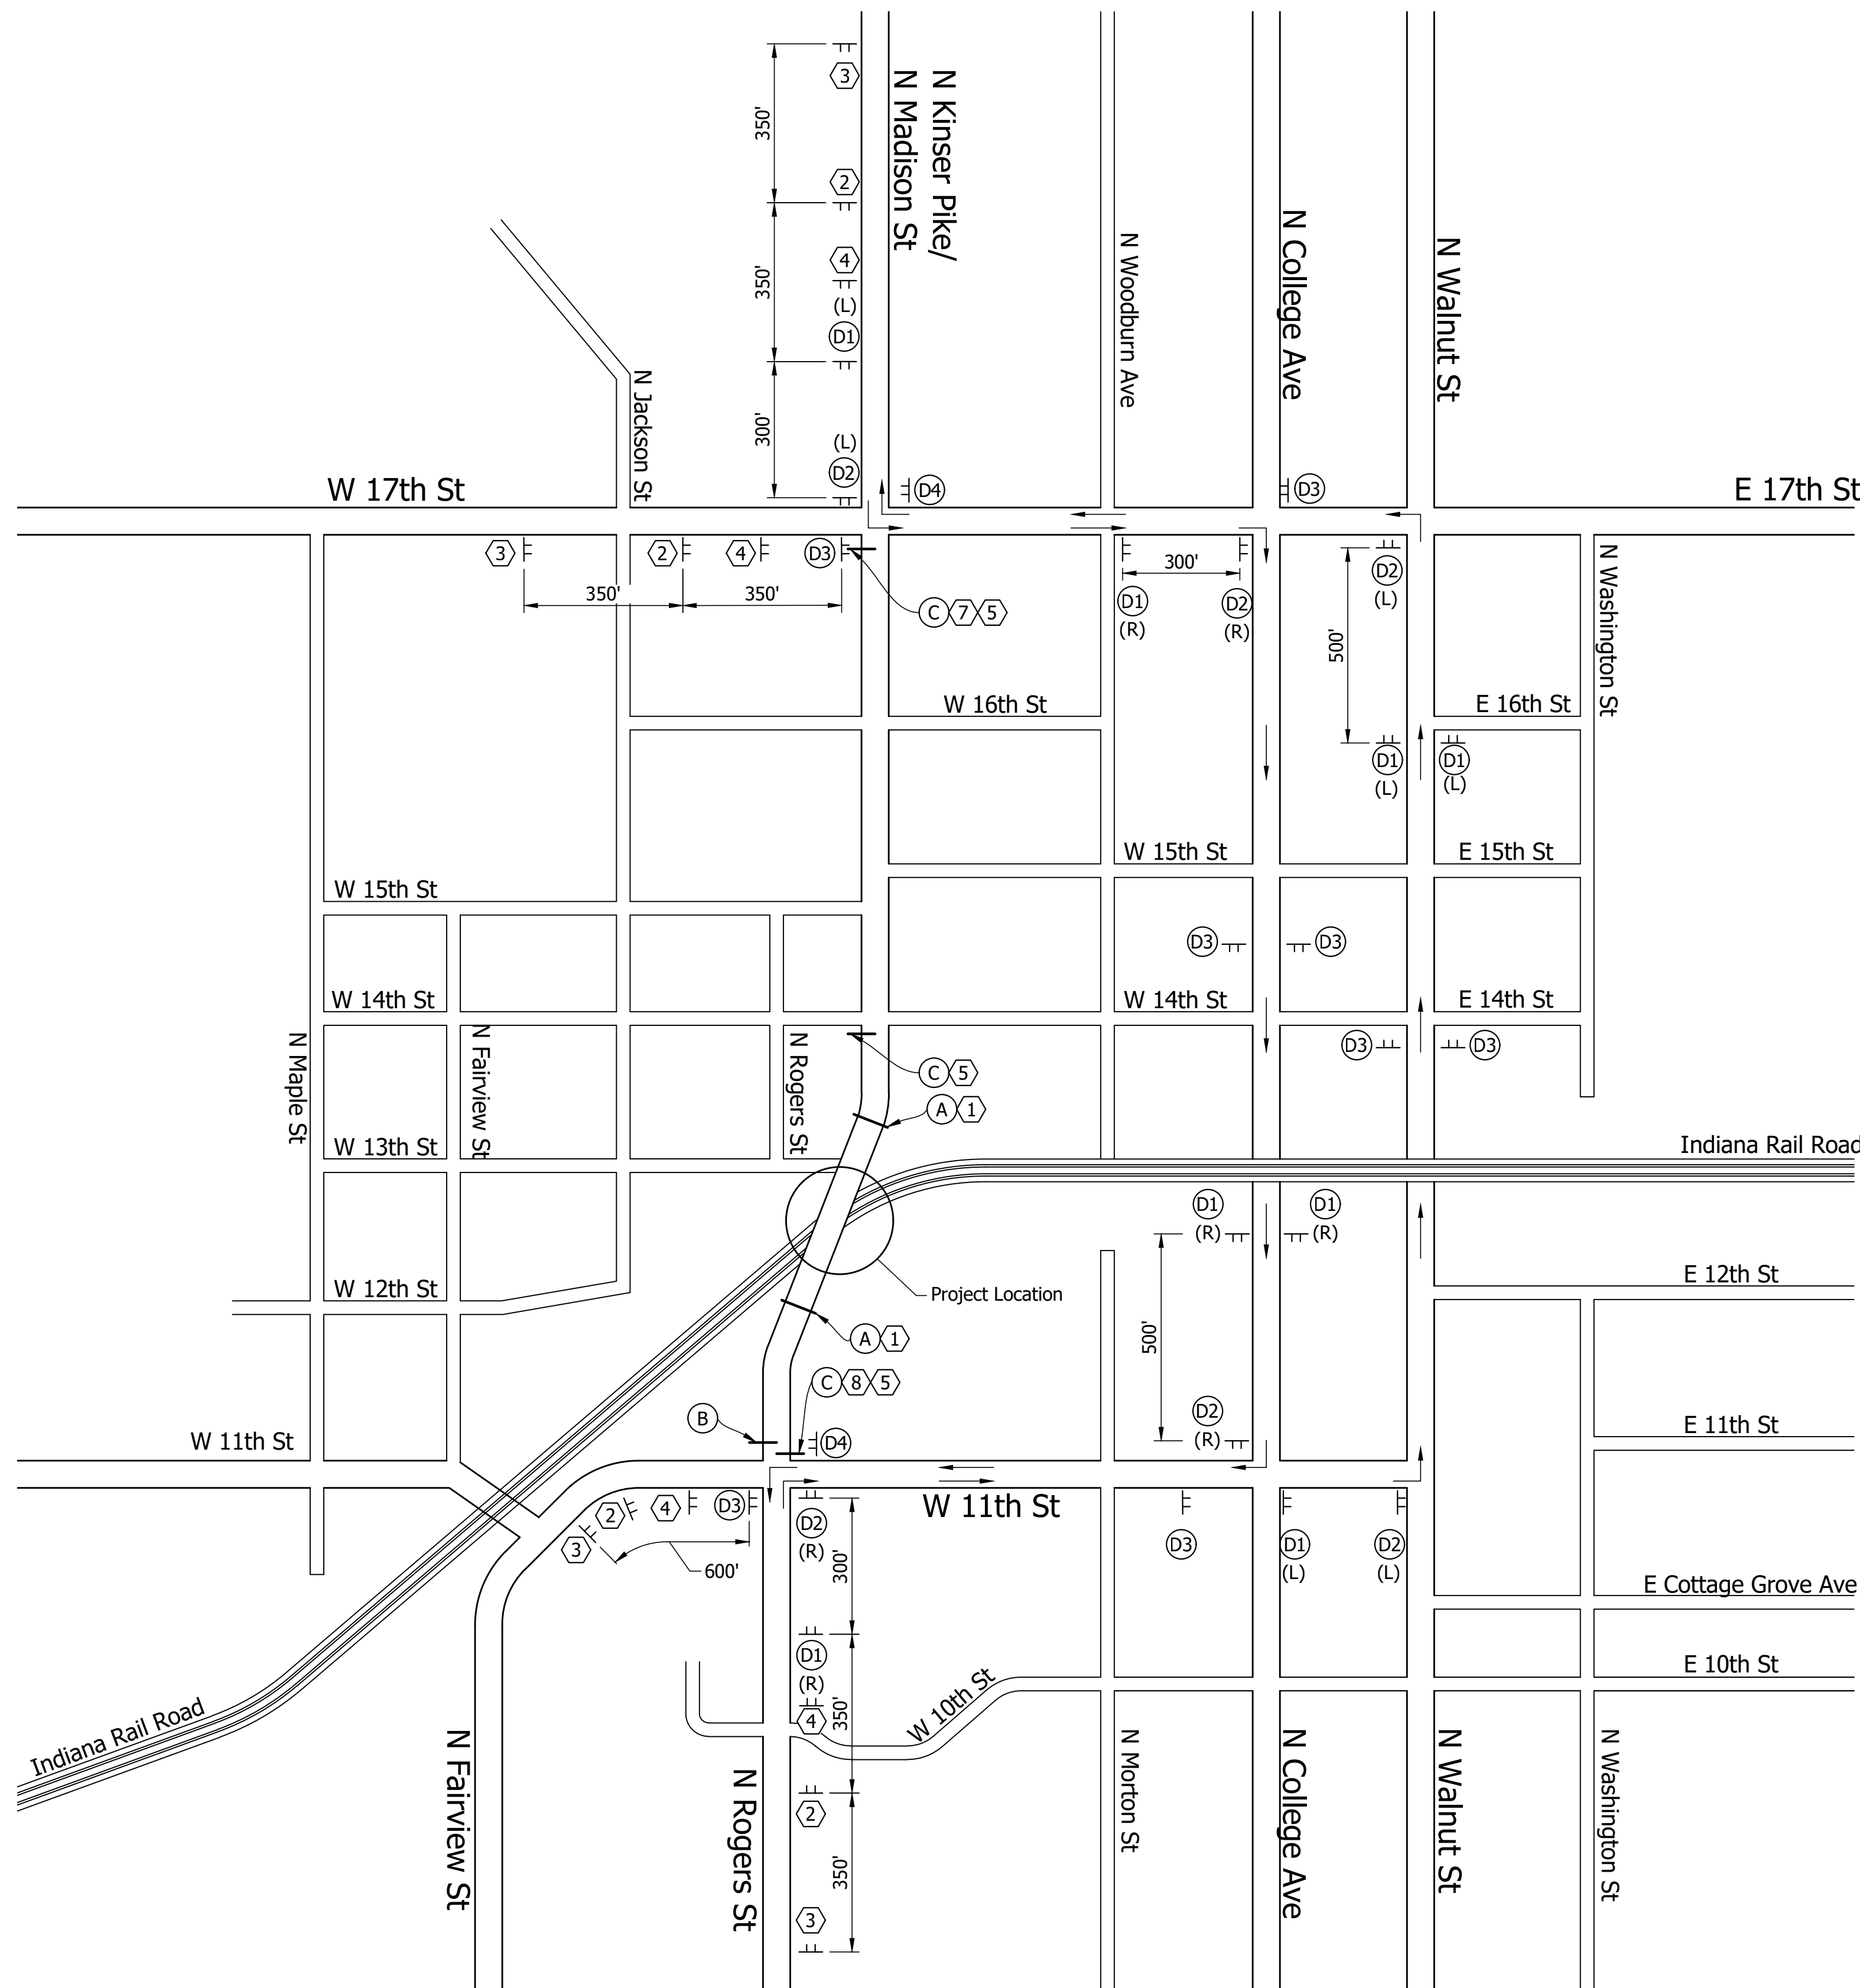 3
350'
N Kinser Pike/
N Madison St
2
N College Ave
N Walnut St
N Woodburn Ave
4
350'
(L)
D1
N Jackson St
300'
(L)
D2
W 17th St
D4
D3
E 17th St
3
2
4
D3
350'
350'
300'
C 7 5
D1
(R)
D2
(R)
500'
D2
(L)
N Washington St
W 16th St
E 16th St
D1
(L)
D1
(L)
W 15th St
E 15th St
W 15th St
D3
D3
W 14th St
W 14th St
E 14th St
N Maple St
N Fairview St
N Rogers St
D3
D3
C 5
A 1
W 13th St
Indiana Rail Road
D1
(R)
D1
(R)
W 12th St
E 12th St
Project Location
500'
A 1
C 8 5
B
D2
(R)
W 11th St
D4
E 11th St
3
2
4
D3
D2
(R)
W 11th St
D3
D1
(L)
D2
(L)
600'
300'
E Cottage Grove Ave
D1
(R)
E 10th St
W 10th St
4
350'
Indiana Rail Road
N Fairview St
N Rogers St
N Morton St
N College Ave
N Walnut St
N Washington St
2
350'
3